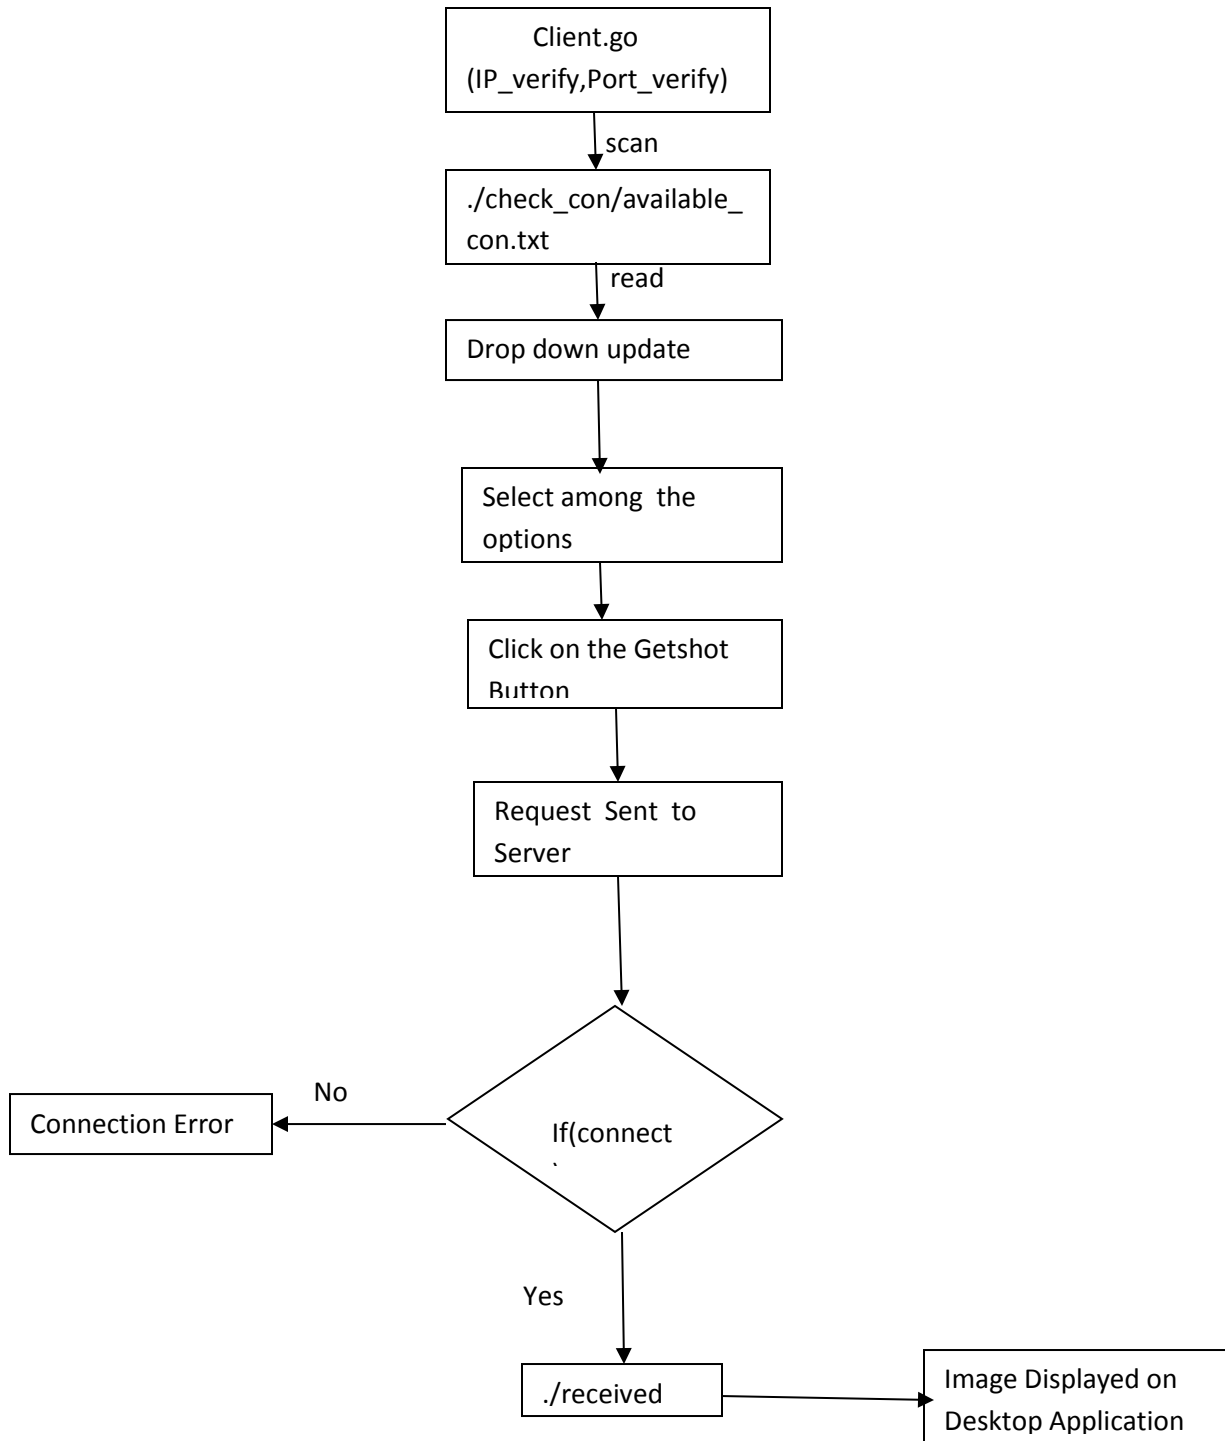 Client.go
(IP_verify,Port_verify)
scan
./check_con/available_
con.txt
read
Drop down update
Select among  the
options
Click on the Getshot
Button
Request  Sent  to
Server
If(connect
No
Connection Error
Yes
./received
Image Displayed on
Desktop Application